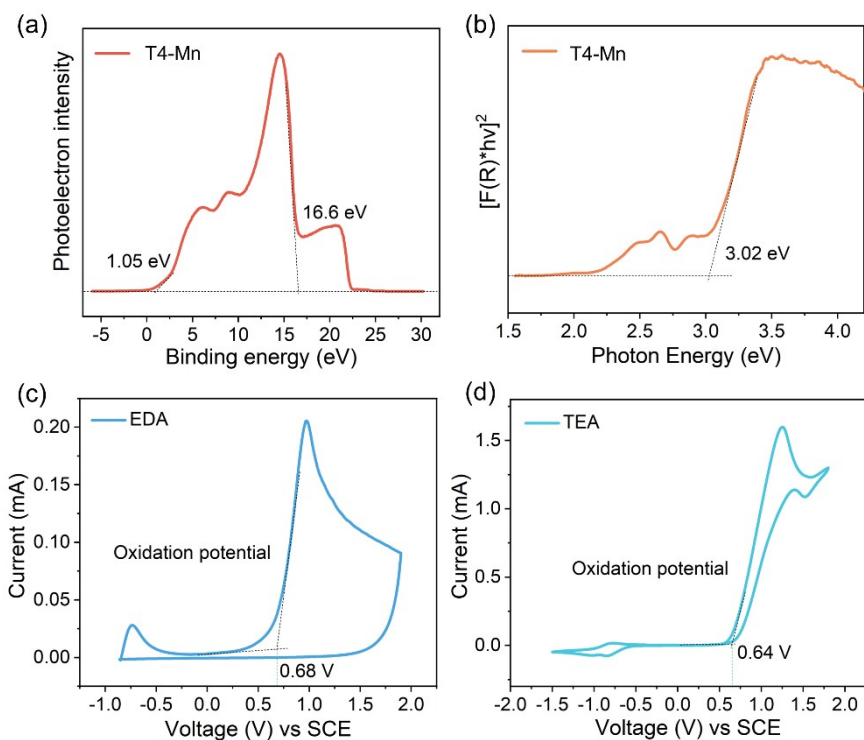 (a)
T4-Mn
Photoelectron intensity
1.05 eV
16.6 eV
-5 0 5 10 15 20 25 30
Binding energy (eV)
(b)
T4-Mn
[F(R)*hv]²
3.02 eV
1.5 2.0 2.5 3.0 3.5 4.0
Photon Energy (eV)
(c)
EDA
Current (mA)
0.20
0.15
0.10
0.05
0.00
Oxidation potential
0.68 V
-1.0 -0.5 0.0 0.5 1.0 1.5 2.0
Voltage (V) vs SCE
(d)
TEA
Current (mA)
1.5
1.0
0.5
0.0
Oxidation potential
0.64 V
-2.0 -1.5 -1.0 -0.5 0.0 0.5 1.0 1.5 2.0
Voltage (V) vs SCE